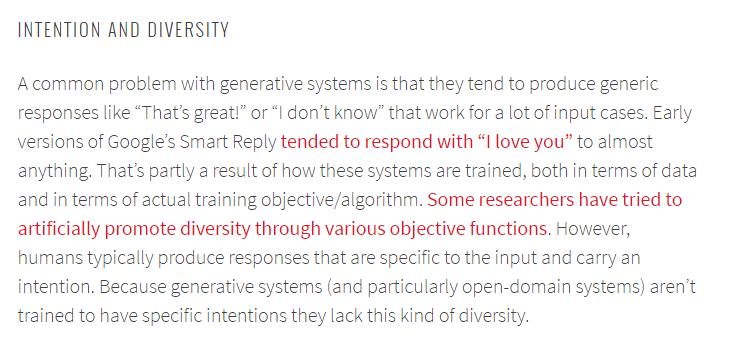 INTENTION AND DIVERSITY
A common problem with generative systems is that they tend to produce generic
responses like “That’s great!” or “I don’t know” that work for a lot of input cases. Early
versions of Google’s Smart Reply tended to respond with “I love you” to almost
anything. That’s partly a result of how these systems are trained, both in terms of data
and in terms of actual training objective/algorithm. Some researchers have tried to
artificially promote diversity through various objective functions. However,
humans typically produce responses that are specific to the input and carry an
intention. Because generative systems (and particularly open-domain systems) aren’t
trained to have specific intentions they lack this kind of diversity.